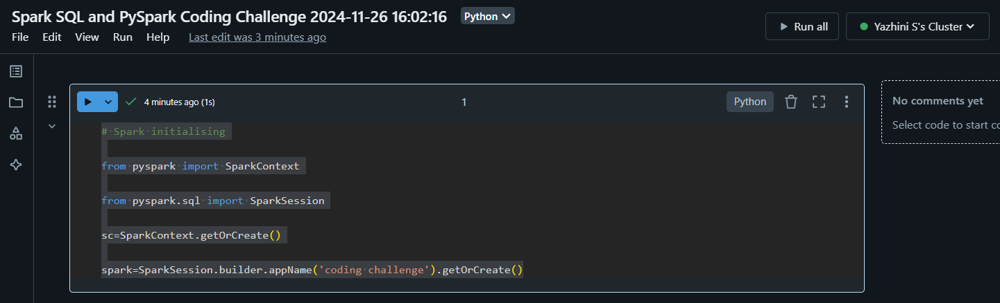 Spark SQL and PySpark Coding Challenge 2024-11-26 16:02:16 Python
File Edit View Run Help Last edit was 3 minutes ago
Run all
Yazhini S's Cluster
4 minutes ago (1s)
1
Python
# Spark initialising
from pyspark import SparkContext
from pyspark.sql import SparkSession
sc=SparkContext.getOrCreate()
spark=SparkSession.builder.appName('coding challenge').getOrCreate()
No comments yet
Select code to start co